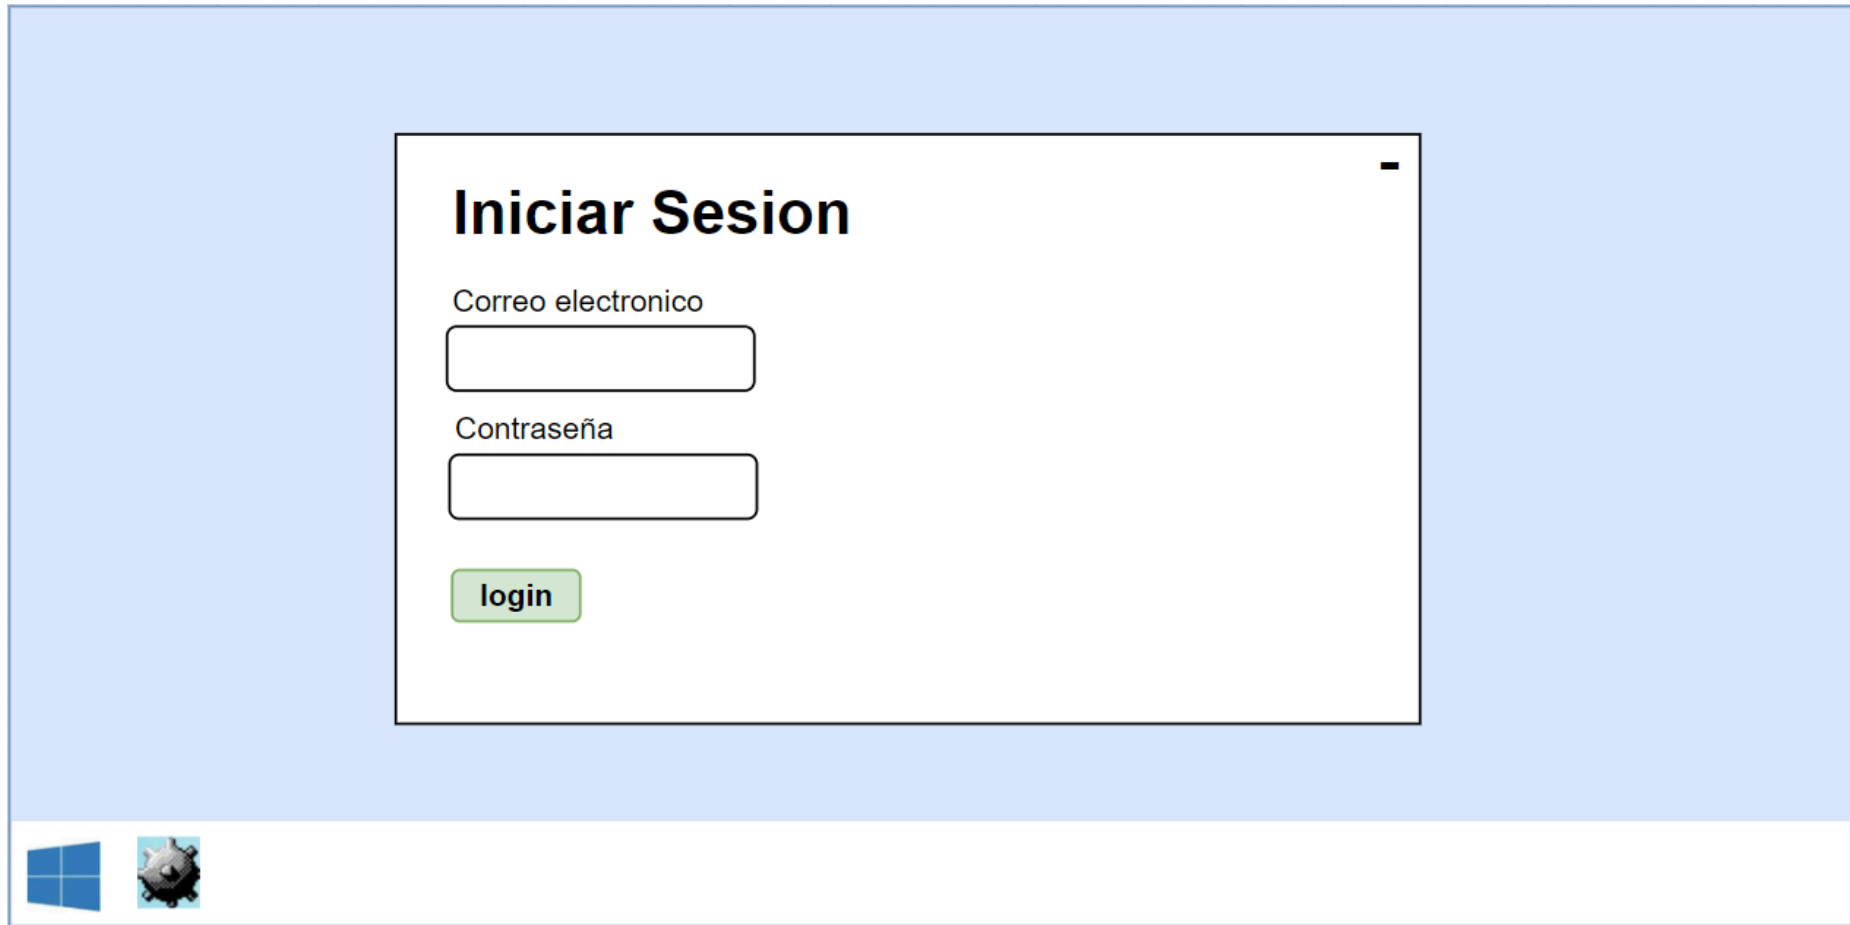 -
Iniciar Sesion
Correo electronico
Contraseña
login